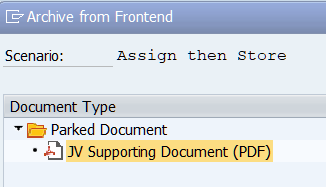 Archive from Frontend
Scenario: Assign then Store
Document Type
Parked Document
JV Supporting Document (PDF)